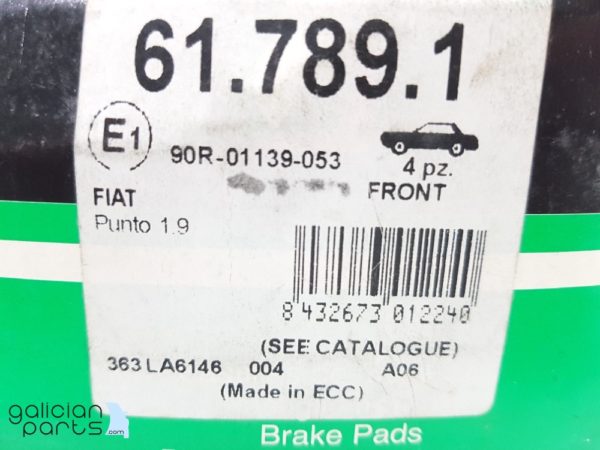 61.789.1
E1
90R-01139-053
4 pz.
FRONT
FIAT
Punto 1.9
8 432673 012240
(SEE CATALOGUE)
363 LA6146 004 A06
(Made in ECC)
Brake Pads
galician
parts.com